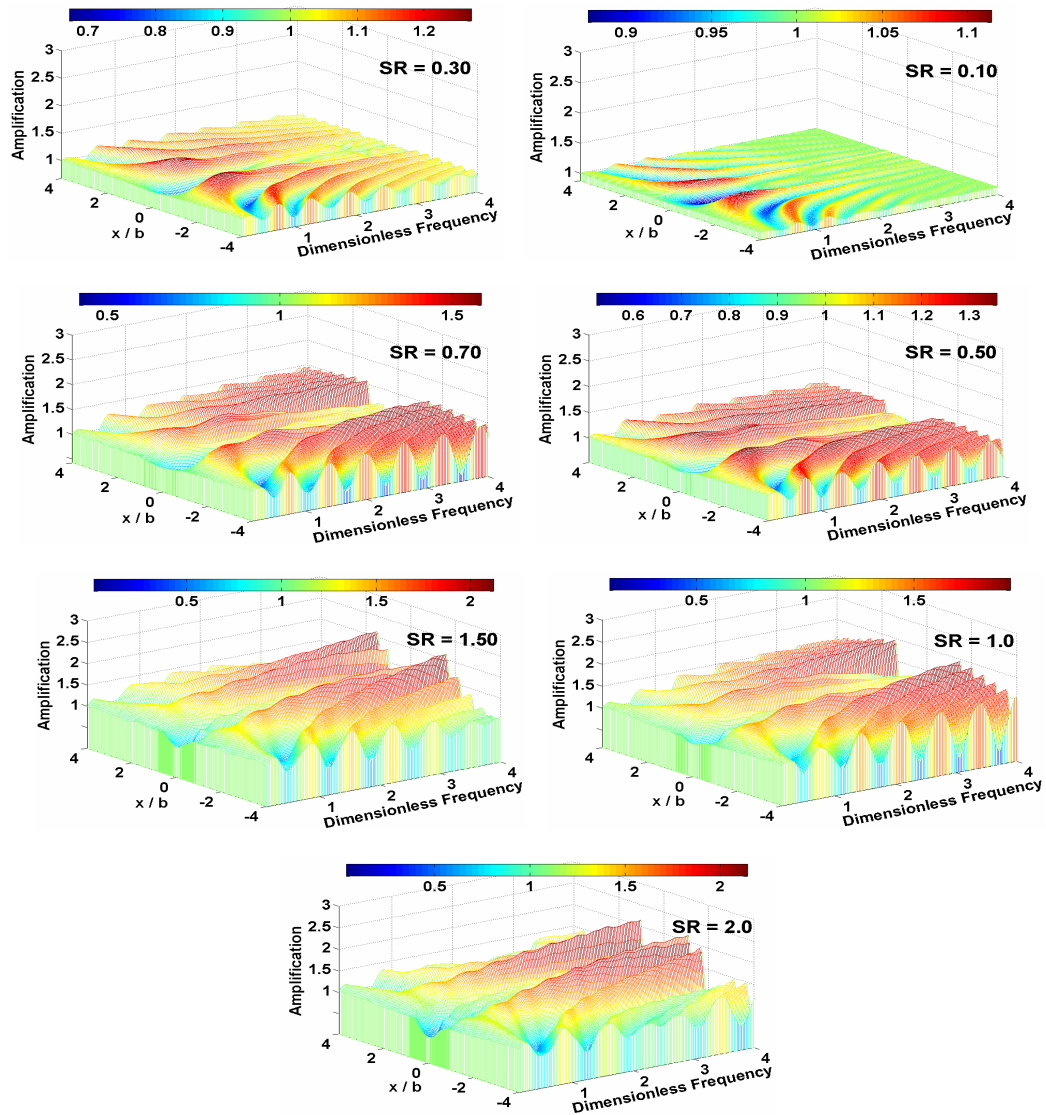 0.7 0.8 0.9 1 1.1 1.2
SR = 0.30
Amplification
3
2.5
2
1.5
1
4 2 0 -2 -4
x / b
1 2 3 4
Dimensionless Frequency
0.9 0.95 1 1.05 1.1
SR = 0.10
Amplification
3
2.5
2
1.5
1
4 2 0 -2 -4
x / b
1 2 3 4
Dimensionless Frequency
0.5 1 1.5
SR = 0.70
Amplification
3
2.5
2
1.5
1
4 2 0 -2 -4
x / b
1 2 3 4
Dimensionless Frequency
0.6 0.7 0.8 0.9 1 1.1 1.2 1.3
SR = 0.50
Amplification
3
2.5
2
1.5
1
4 2 0 -2 -4
x / b
1 2 3 4
Dimensionless Frequency
0.5 1 1.5 2
SR = 1.50
Amplification
3
2.5
2
1.5
1
4 2 0 -2 -4
x / b
1 2 3 4
Dimensionless Frequency
0.5 1 1.5
SR = 1.0
Amplification
3
2.5
2
1.5
1
4 2 0 -2 -4
x / b
1 2 3 4
Dimensionless Frequency
0.5 1 1.5 2
SR = 2.0
Amplification
3
2.5
2
1.5
1
4 2 0 -2 -4
x / b
1 2 3 4
Dimensionless Frequency